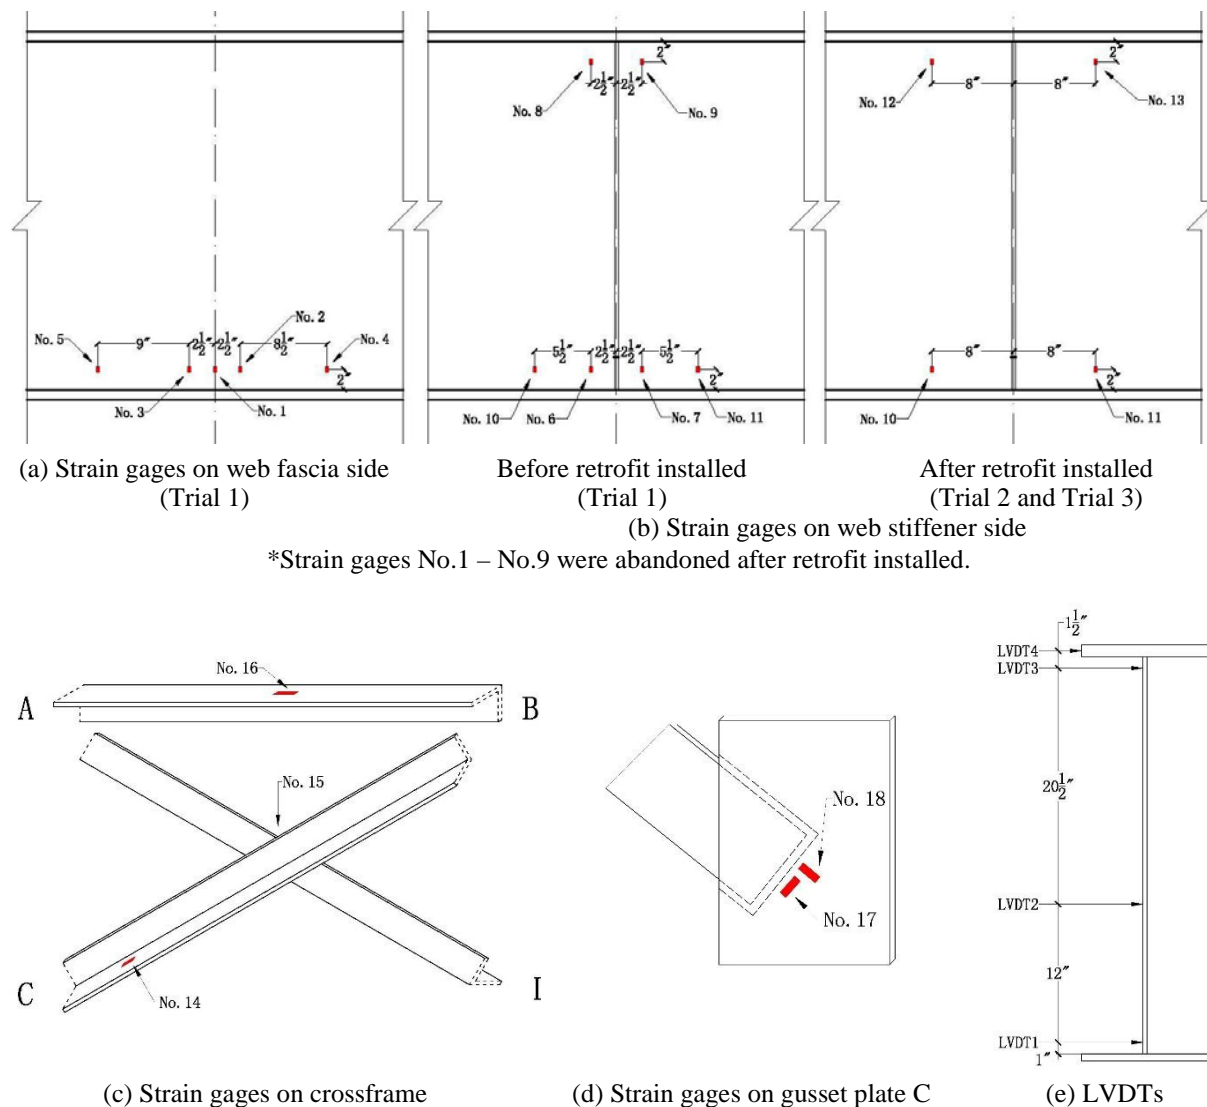 2"
2"
2½" 2½"
8" 8"
No. 8
No. 9
No. 12
No. 13
No. 5
9"
2½" 2½"
No. 2
8½"
No. 4
2"
No. 3
No. 1
5½" 2½" 2½" 5½"
2"
No. 10
No. 6
No. 7
No. 11
8" 8"
2"
No. 10
No. 11
(a) Strain gages on web fascia side
(Trial 1)
Before retrofit installed
(Trial 1)
After retrofit installed
(Trial 2 and Trial 3)
(b) Strain gages on web stiffener side
*Strain gages No.1 – No.9 were abandoned after retrofit installed.
No. 16
A
B
No. 15
C
I
No. 14
No. 18
No. 17
1½"
LVDT4
LVDT3
20½"
LVDT2
12"
LVDT1
1"
(c) Strain gages on crossframe
(d) Strain gages on gusset plate C
(e) LVDTs